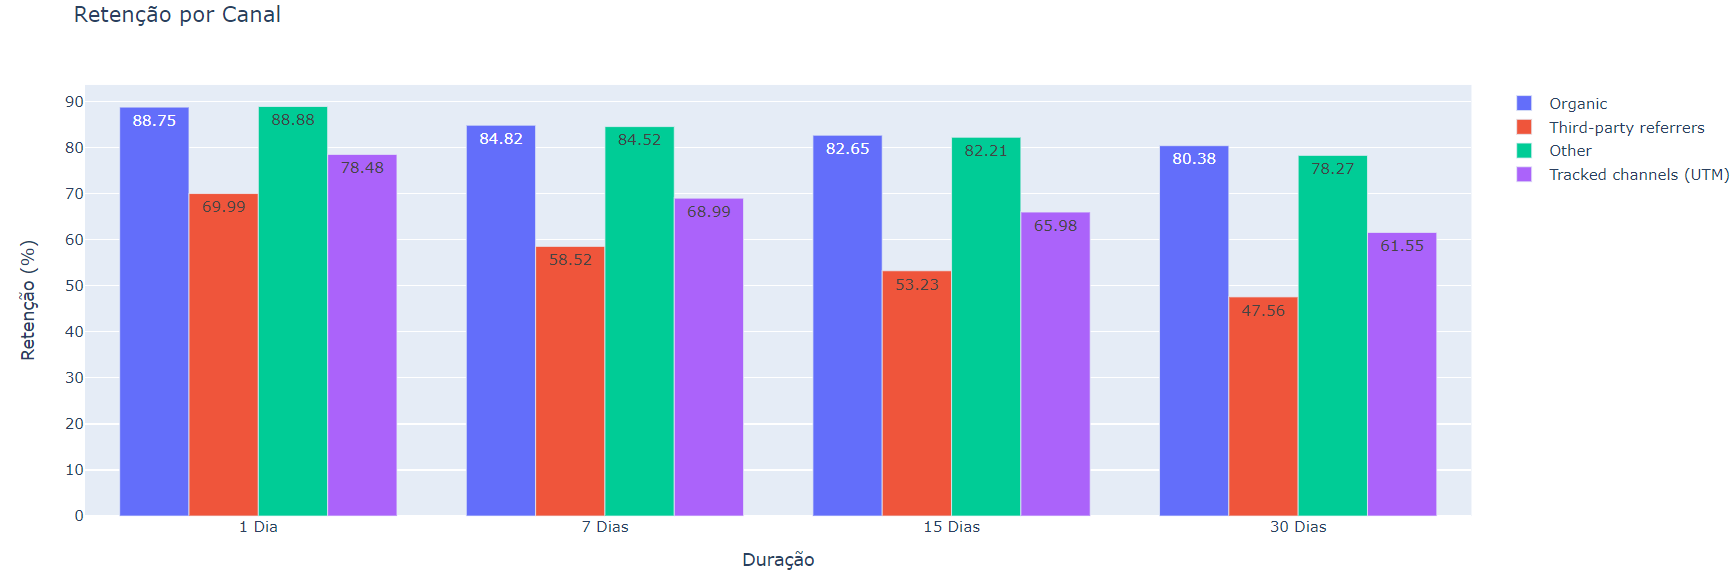 Retenção por Canal
Retenção (%)
90
80
70
60
50
40
30
20
10
0
88.75
69.99
88.88
78.48
84.82
58.52
84.52
68.99
82.65
53.23
82.21
65.98
80.38
47.56
78.27
61.55
1 Dia
7 Dias
15 Dias
30 Dias
Duração
Organic
Third-party referrers
Other
Tracked channels (UTM)